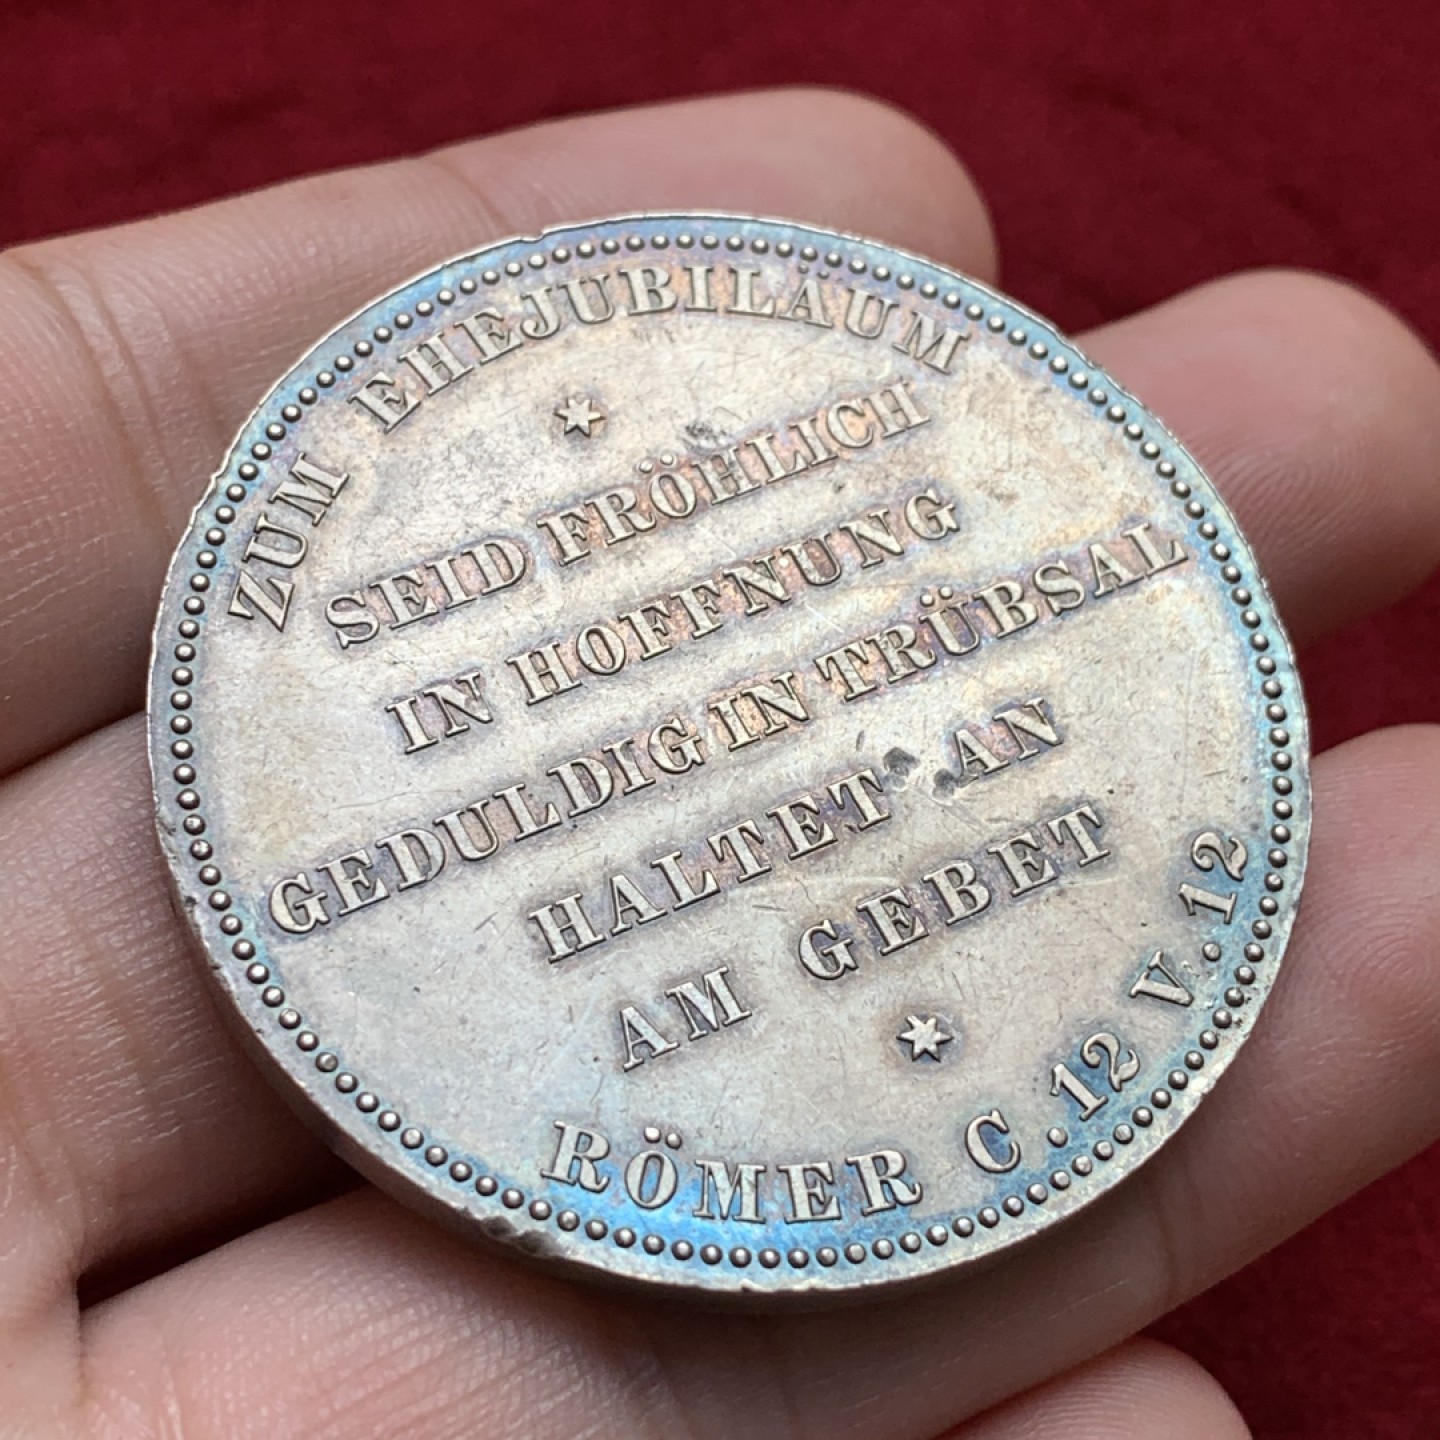 ZUM EHEJUBILÄUM
SEID FRÖHLICH
IN HOFFNUNG
GEDULDIG IN TRÜBSAL
HALTET AN
AM GEBET
RÖMER C.12 V.12